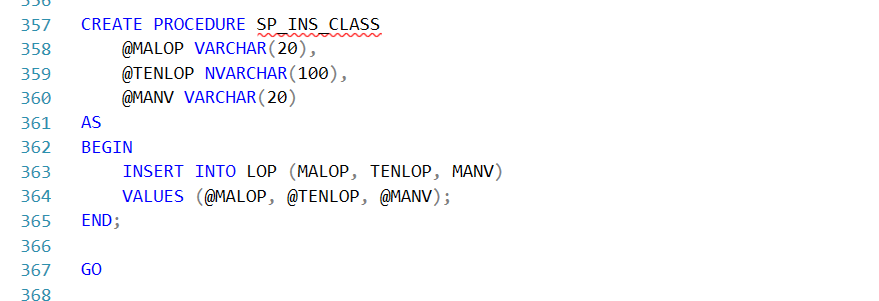 356
357 CREATE PROCEDURE SP_INS_CLASS
358 @MALOP VARCHAR(20),
359 @TENLOP NVARCHAR(100),
360 @MANV VARCHAR(20)
361 AS
362 BEGIN
363 INSERT INTO LOP (MALOP, TENLOP, MANV)
364 VALUES (@MALOP, @TENLOP, @MANV);
365 END;
366
367 GO
368